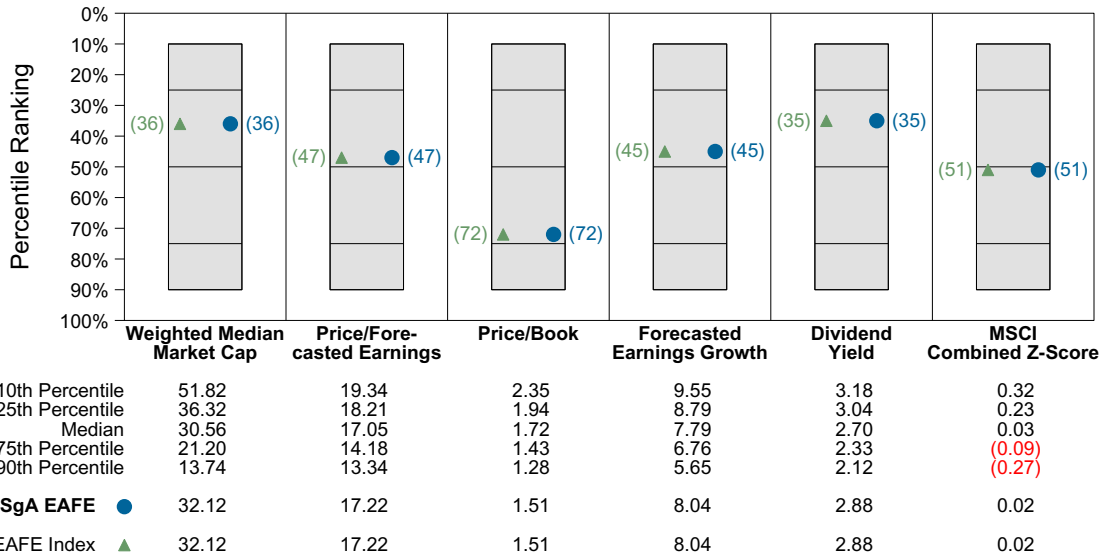 Percentile Ranking
0%
10%
20%
30%
40%
50%
60%
70%
80%
90%
100%
(36) (36)
(47) (47)
(72) (72)
(45) (45)
(35) (35)
(51) (51)
Weighted Median Market Cap
Price/Fore-casted Earnings
Price/Book
Forecasted Earnings Growth
Dividend Yield
MSCI Combined Z-Score
10th Percentile 51.82 19.34 2.35 9.55 3.18 0.32
25th Percentile 36.32 18.21 1.94 8.79 3.04 0.23
Median 30.56 17.05 1.72 7.79 2.70 0.03
75th Percentile 21.20 14.18 1.43 6.76 2.33 (0.09)
90th Percentile 13.74 13.34 1.28 5.65 2.12 (0.27)
SgA EAFE 32.12 17.22 1.51 8.04 2.88 0.02
EAFE Index 32.12 17.22 1.51 8.04 2.88 0.02